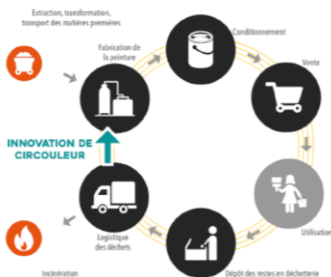 Extraction, transformation,
transport des matières premières
Fabrication de
la peinture
Conditionnement
Vente
INNOVATION DE
CIRCOULEUR
Utilisation
Logistique
des déchets
Incinération
Dépôt des restes en déchetterie